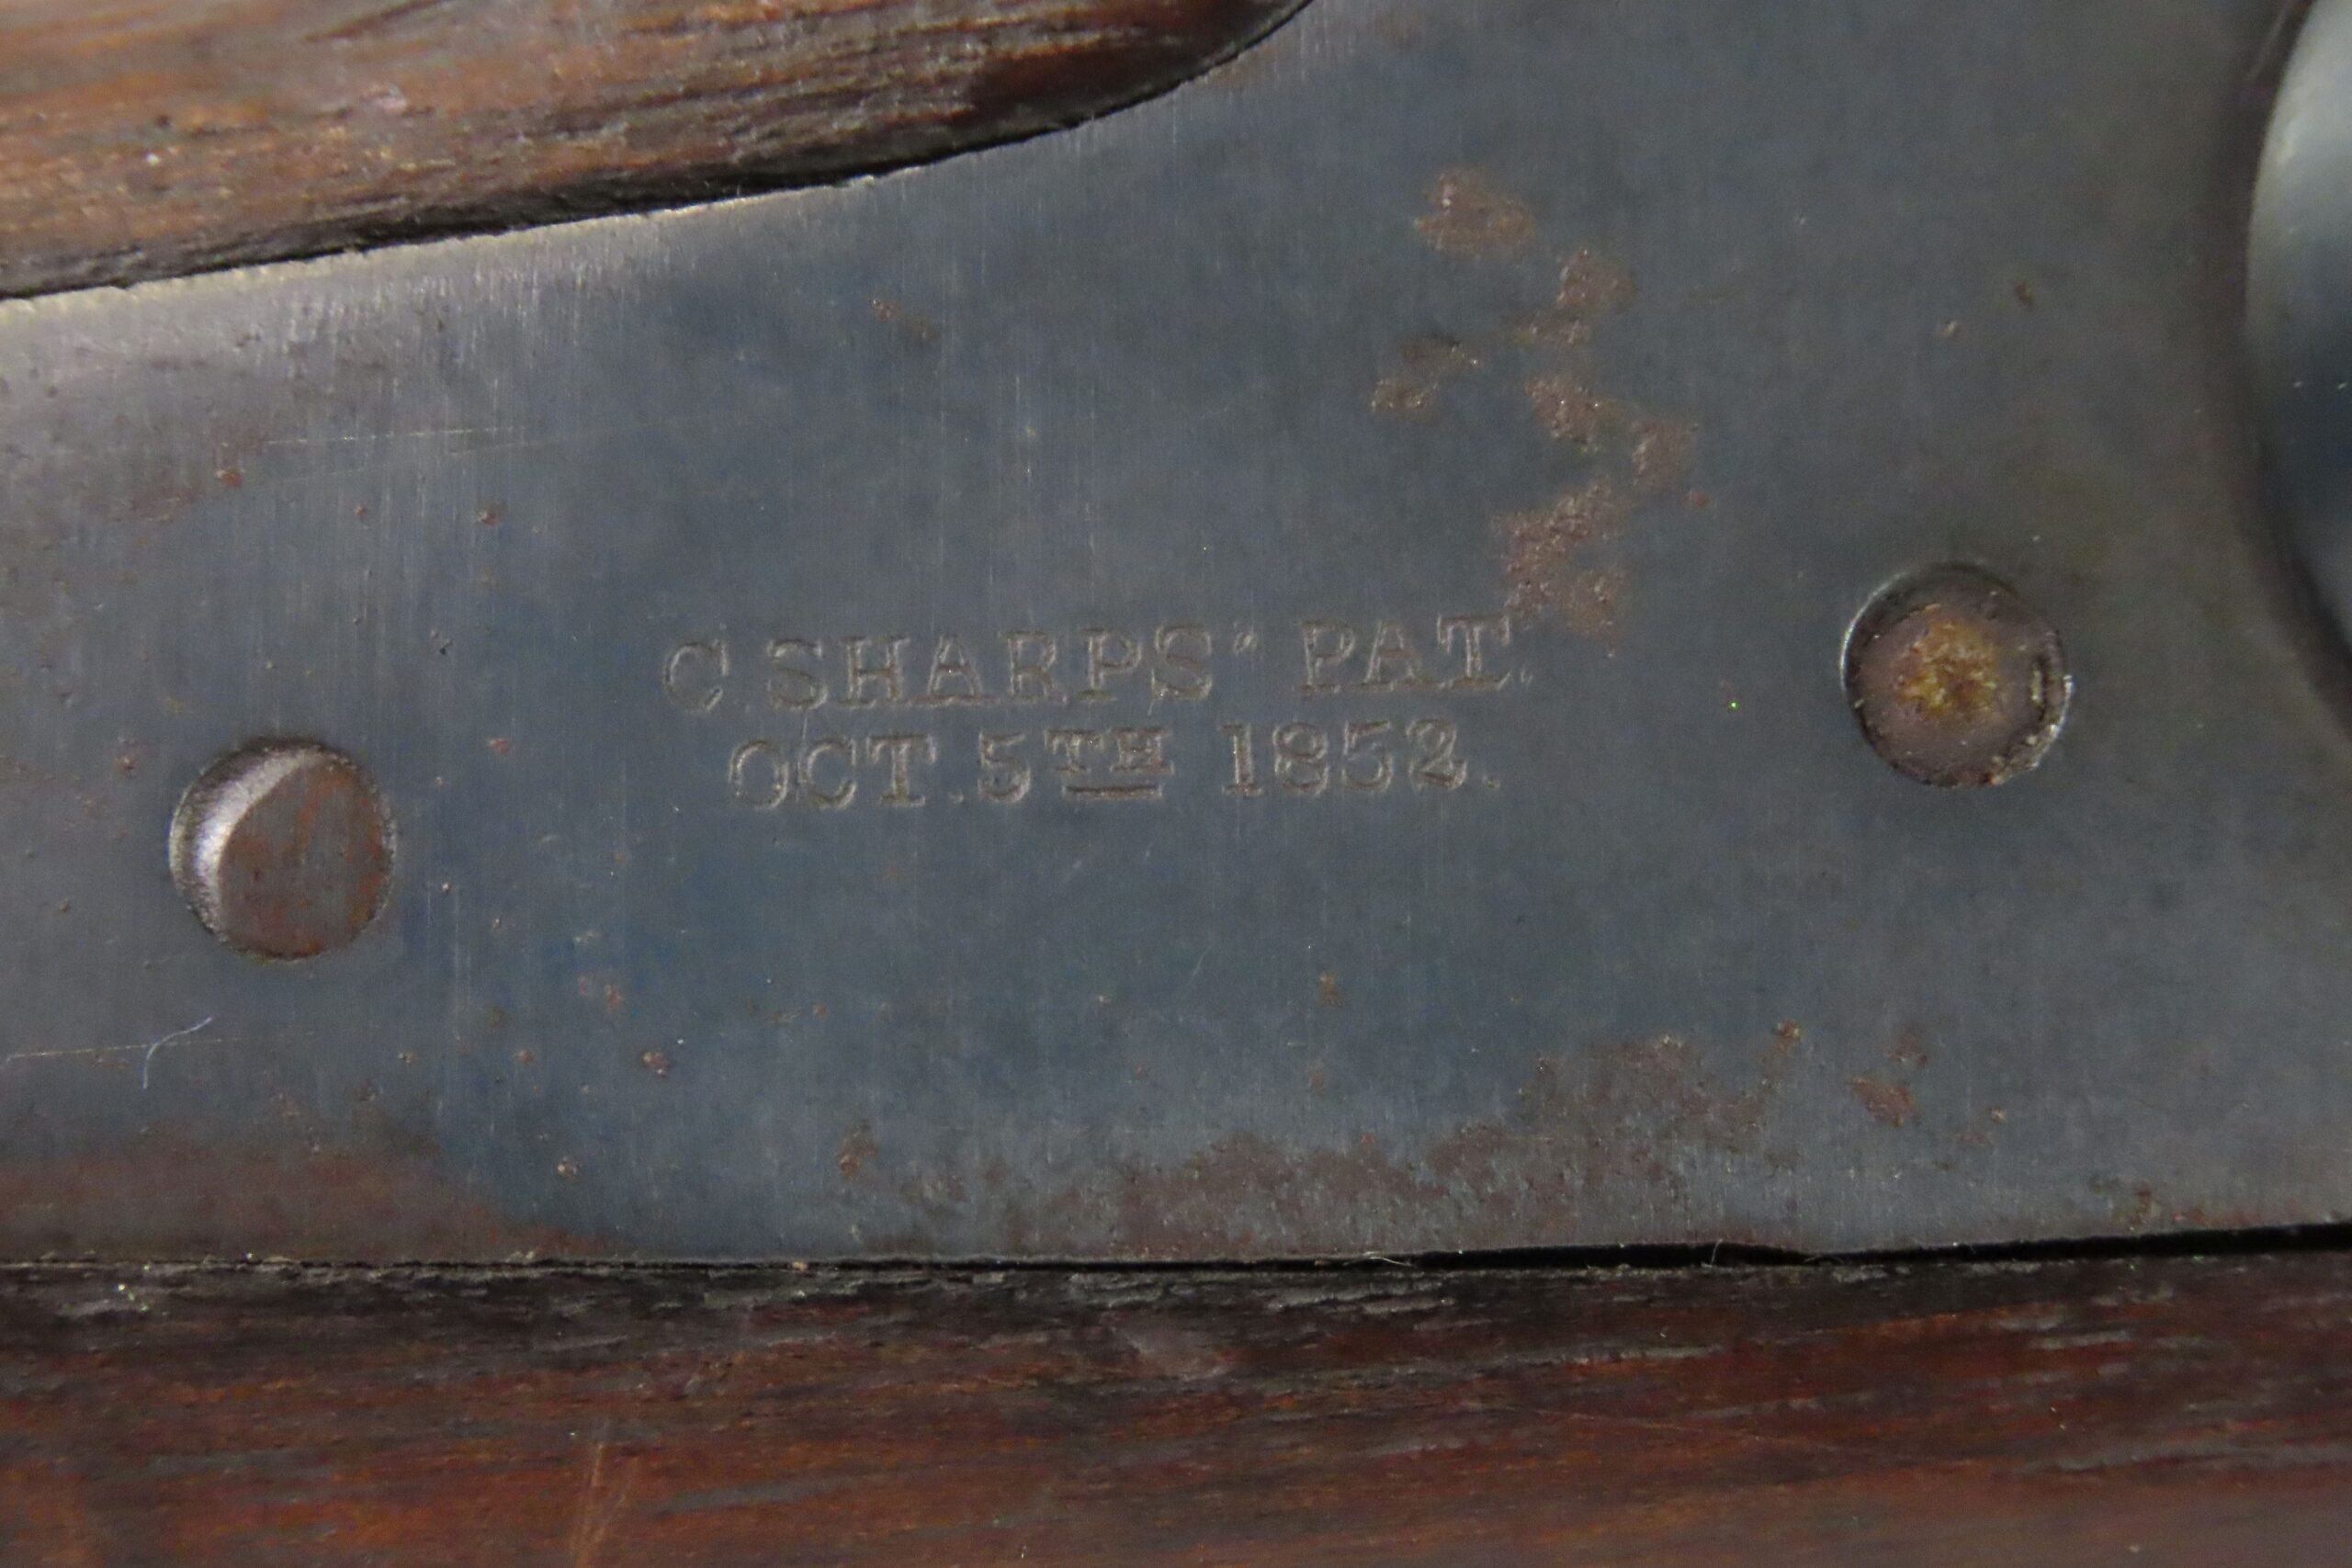 C.SHARPS' PAT.
OCT.5TH 1852.